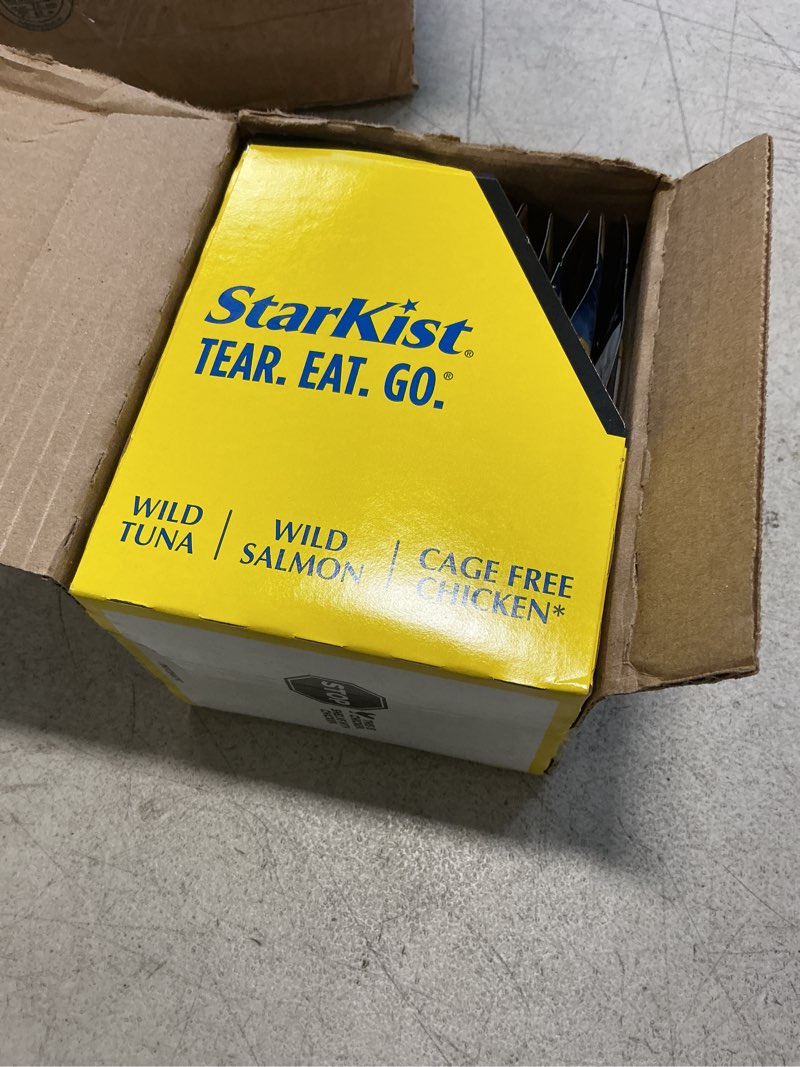 StarKist®
TEAR. EAT. GO.®
WILD TUNA | WILD SALMON | CAGE FREE CHICKEN*
STOP